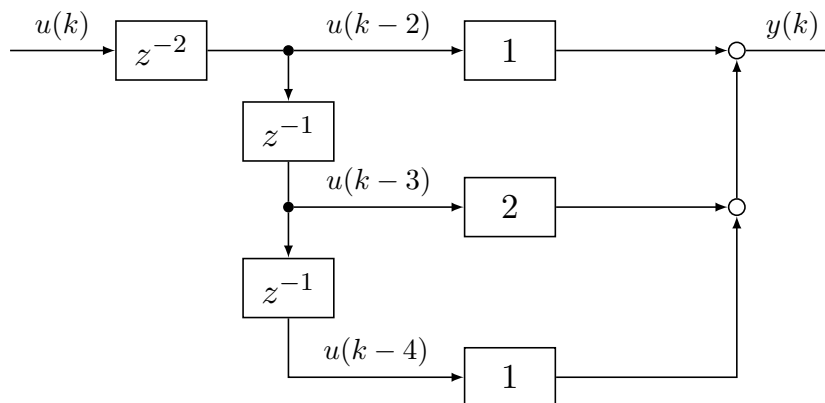 u(k) z⁻² u(k − 2) 1 y(k)
z⁻¹
u(k − 3) 2
z⁻¹
u(k − 4) 1